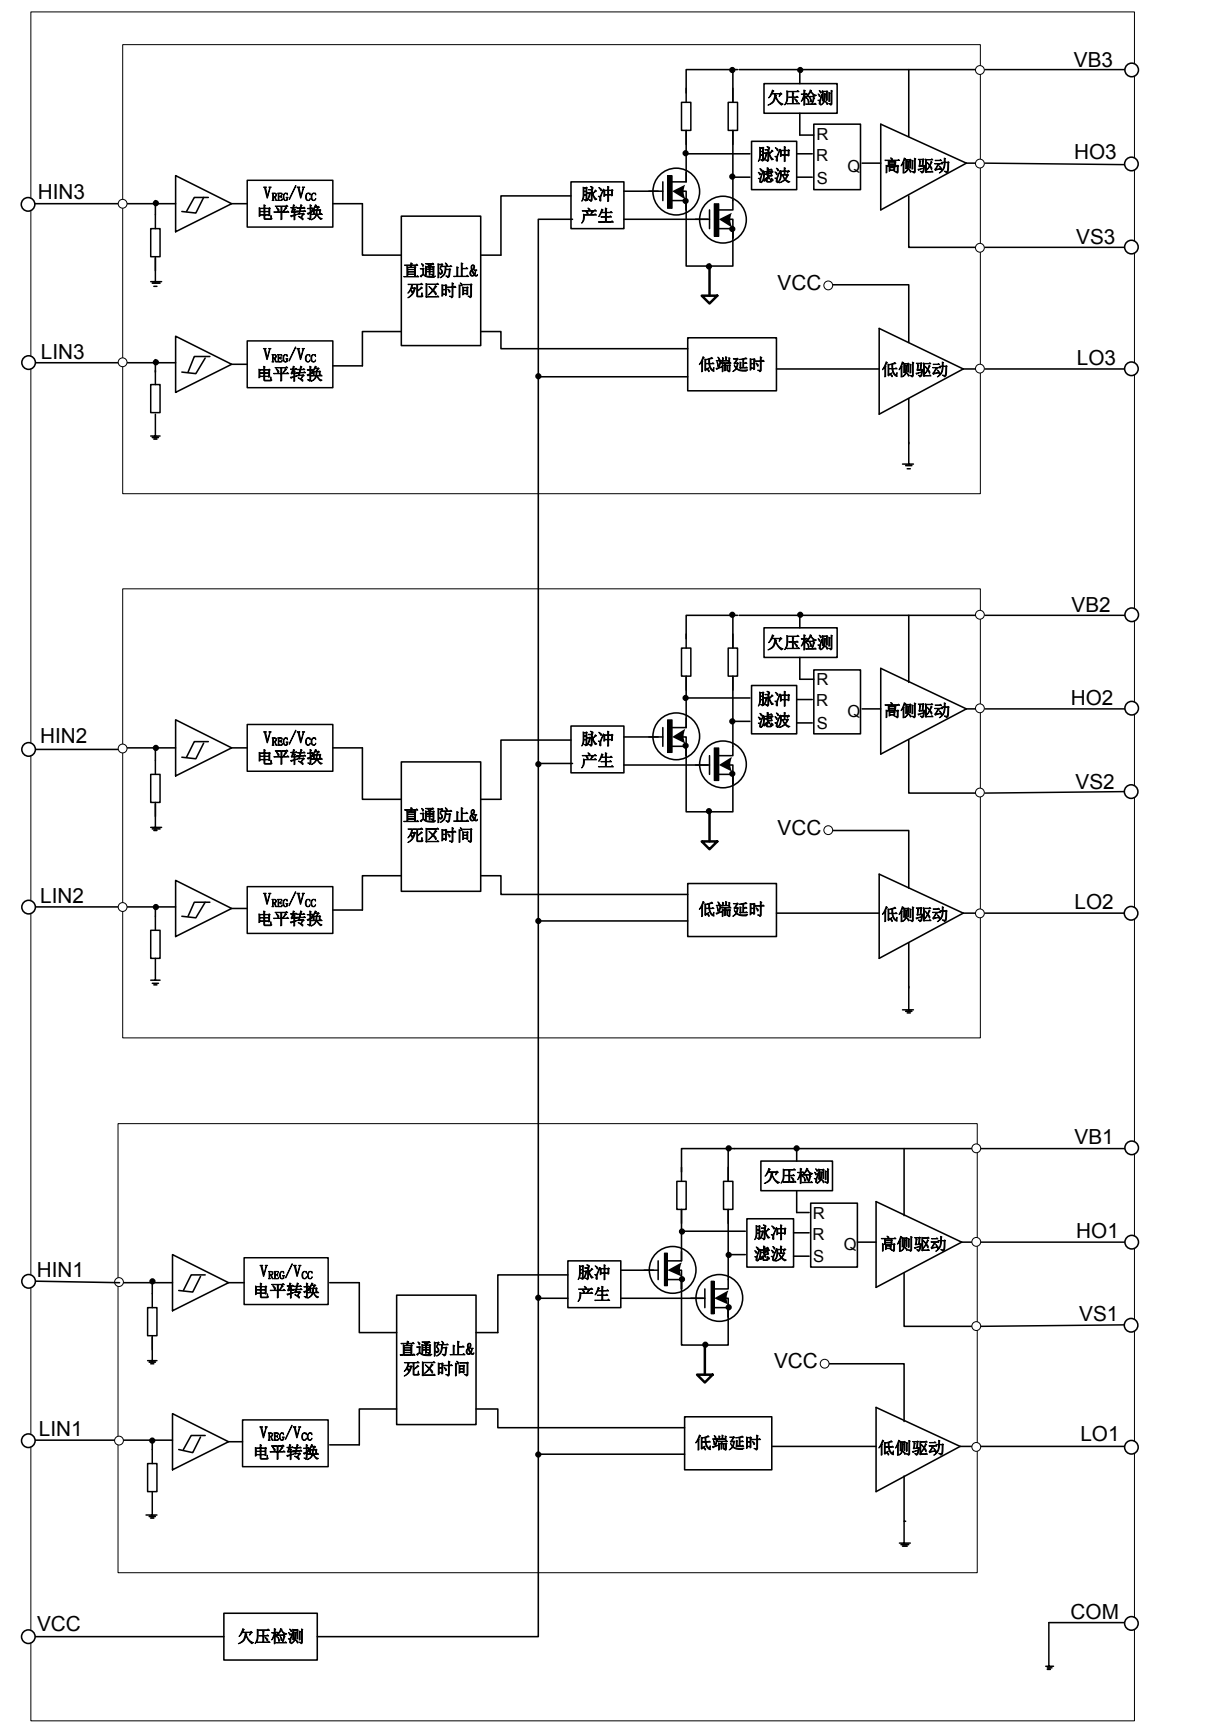 VB3
欠压检测
R
HO3
脉冲
滤波
R
S
Q
高侧驱动
HIN3
VREG/VCC
电平转换
脉冲
产生
VS3
直通防止&
死区时间
VCC
LIN3
VREG/VCC
电平转换
低端延时
低侧驱动
LO3
VB2
欠压检测
R
HO2
脉冲
滤波
R
S
Q
高侧驱动
HIN2
VREG/VCC
电平转换
脉冲
产生
VS2
直通防止&
死区时间
VCC
LIN2
VREG/VCC
电平转换
低端延时
低侧驱动
LO2
VB1
欠压检测
R
HO1
脉冲
滤波
R
S
Q
高侧驱动
HIN1
VREG/VCC
电平转换
脉冲
产生
VS1
直通防止&
死区时间
VCC
LIN1
VREG/VCC
电平转换
低端延时
低侧驱动
LO1
VCC
欠压检测
COM